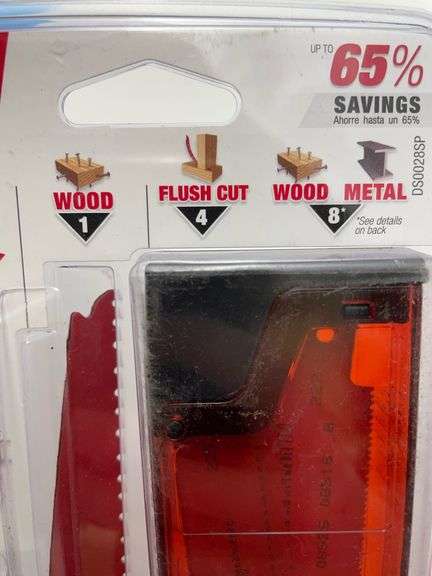 UP TO 65%
SAVINGS
Ahorre hasta un 65%
DS0028SP
WOOD
1
FLUSH CUT
4
WOOD METAL
8*
*See details
on back